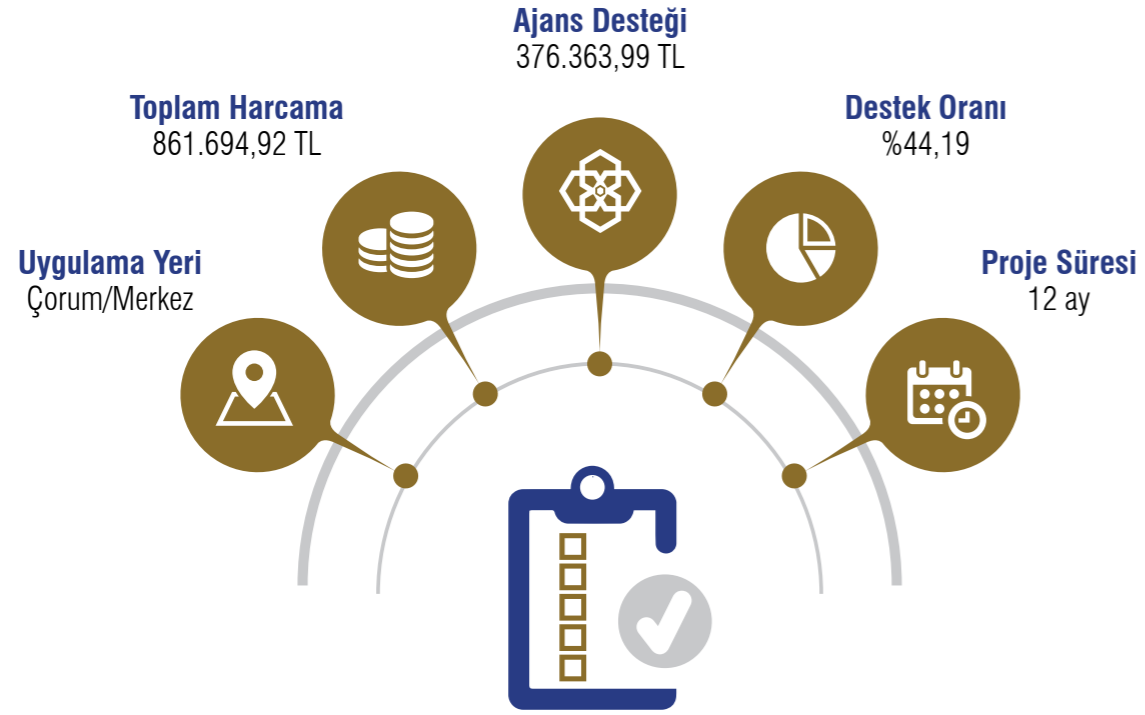 Uygulama Yeri
Çorum/Merkez
Toplam Harcama
861.694,92 TL
Ajans Desteği
376.363,99 TL
Destek Oranı
%44,19
Proje Süresi
12 ay